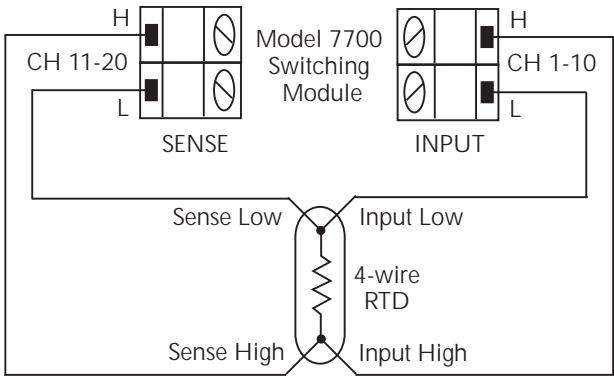 H
H
CH 11-20
Model 7700
Switching
Module
CH 1-10
L
L
SENSE
INPUT
Sense Low
Input Low
4-wire
RTD
Sense High
Input High